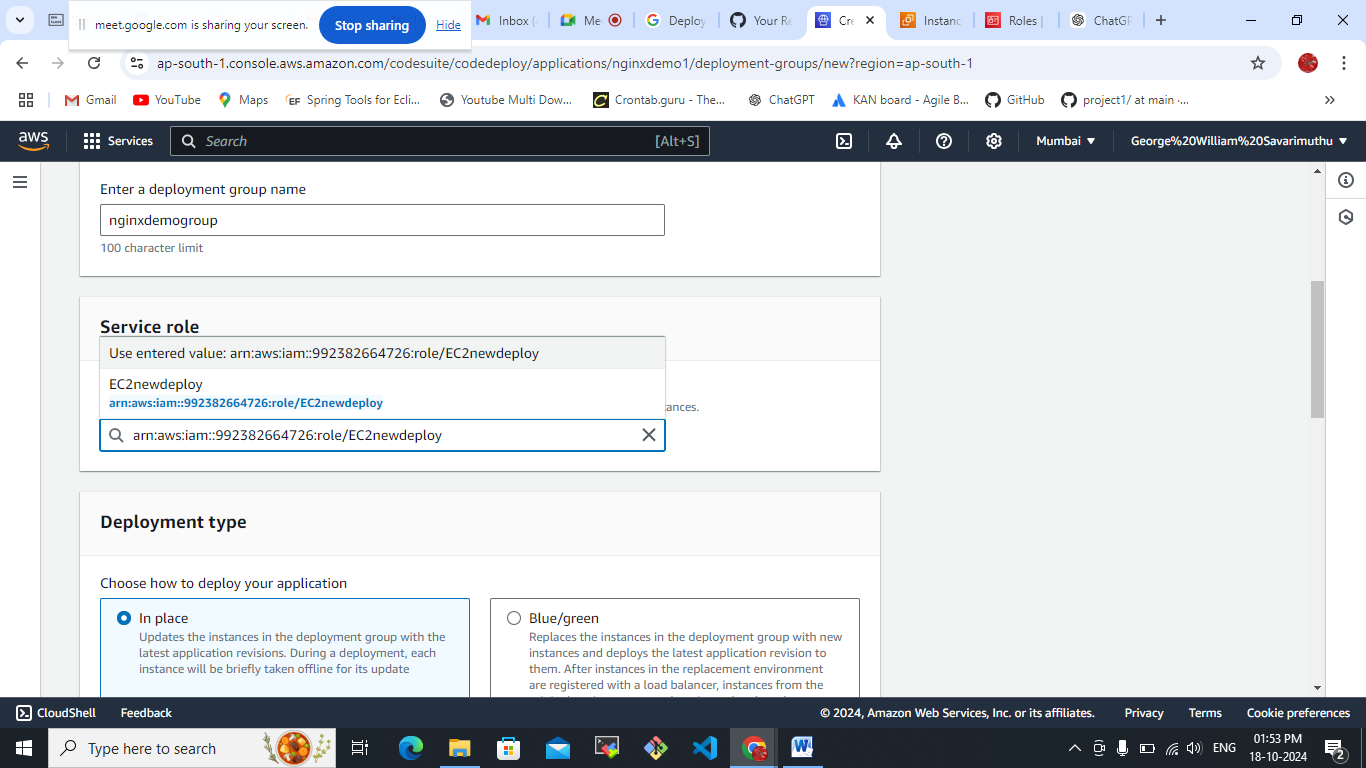 meet.google.com is sharing your screen.
Stop sharing
Hide
Inbox (
Me
Deploy
Your Re
Cre
Instanc
Roles |
ChatGP
ap-south-1.console.aws.amazon.com/codesuite/codedeploy/applications/nginxdemo1/deployment-groups/new?region=ap-south-1
Gmail
YouTube
Maps
Spring Tools for Ecli...
Youtube Multi Dow...
Crontab.guru - The...
ChatGPT
KAN board - Agile B...
GitHub
project1/ at main ·...
aws
Services
Search
[Alt+S]
Mumbai
George%20William%20Savarimuthu
Enter a deployment group name
nginxdemogroup
100 character limit
Service role
Use entered value: arn:aws:iam::992382664726:role/EC2newdeploy
EC2newdeploy
arn:aws:iam::992382664726:role/EC2newdeploy
ances.
arn:aws:iam::992382664726:role/EC2newdeploy
Deployment type
Choose how to deploy your application
In place
Updates the instances in the deployment group with the
latest application revisions. During a deployment, each
instance will be briefly taken offline for its update
Blue/green
Replaces the instances in the deployment group with new
instances and deploys the latest application revision to
them. After instances in the replacement environment
are registered with a load balancer, instances from the
CloudShell
Feedback
© 2024, Amazon Web Services, Inc. or its affiliates.
Privacy
Terms
Cookie preferences
Type here to search
ENG
01:53 PM
18-10-2024
2